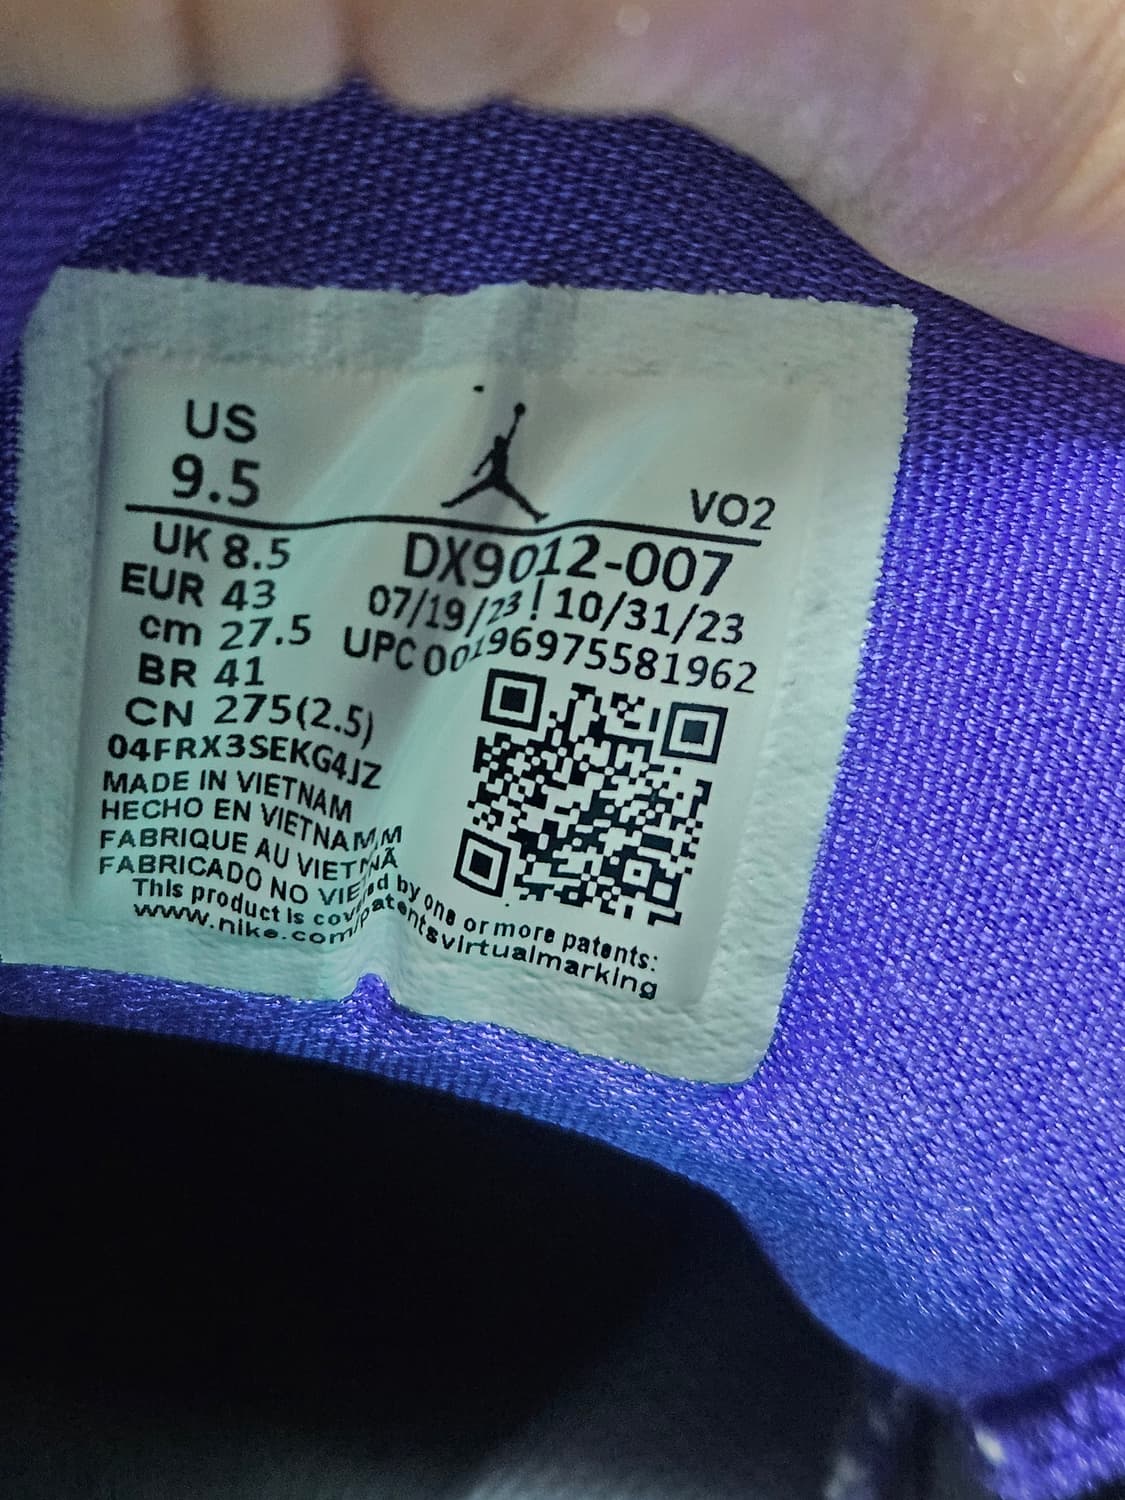 US
9.5
VO2
UK 8.5
EUR 43
cm 27.5
BR 41
CN 275(2.5)
04FRX3SEKG4JZ
MADE IN VIETNAM
HECHO EN VIETNAM
FABRIQUE AU VIETNAM
FABRICADO NO VIETNÃ
DX9012-007
07/19/23 ! 10/31/23
UPC 00196975581962
This product is covered by one or more patents:
www.nike.com/patentsvirtualmarking